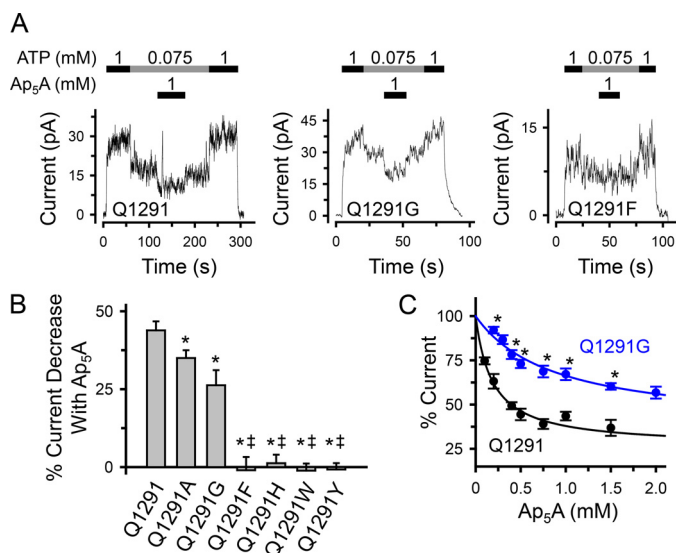 A
ATP (mM) 1 0.075 1 1 0.075 1 1 0.075 1
Ap₅A (mM) 1 1 1
Current (pA) 30 15 0 Q1291 Current (pA) 45 30 15 0 Q1291G Current (pA) 15 0 Q1291F
0 100 200 300 0 50 100 0 50 100
Time (s) Time (s) Time (s)
B
% Current Decrease
With Ap₅A
50
25
0
* * *‡ *‡ *‡ *‡
Q1291 Q1291A Q1291G Q1291F Q1291H Q1291W Q1291Y
C
% Current
100
75
50
25
* * * * * *
Q1291G
Q1291
0 0.5 1.0 1.5 2.0
Ap₅A (mM)